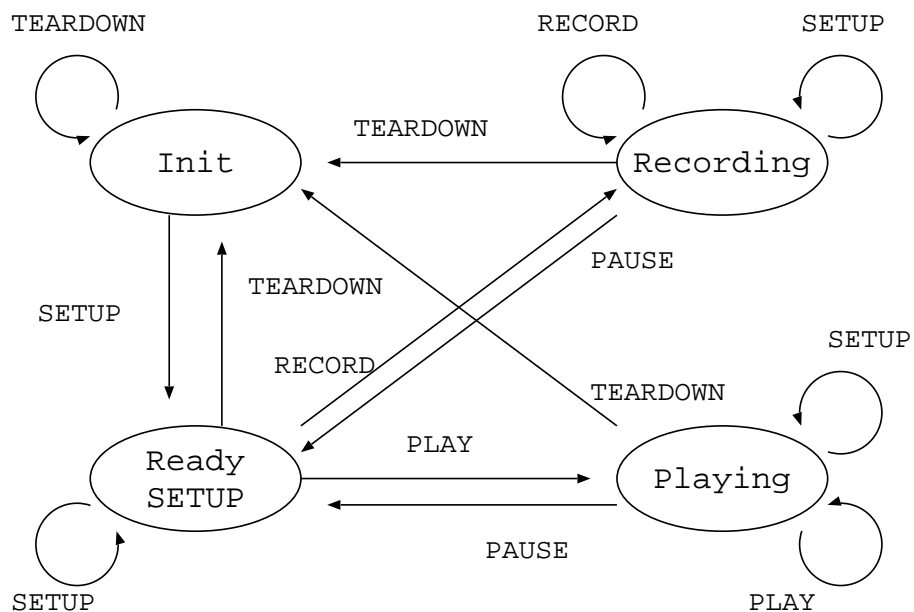 TEARDOWN
RECORD
SETUP
TEARDOWN
Init
Recording
PAUSE
TEARDOWN
SETUP
SETUP
RECORD
TEARDOWN
PLAY
Ready
SETUP
Playing
PAUSE
SETUP
PLAY